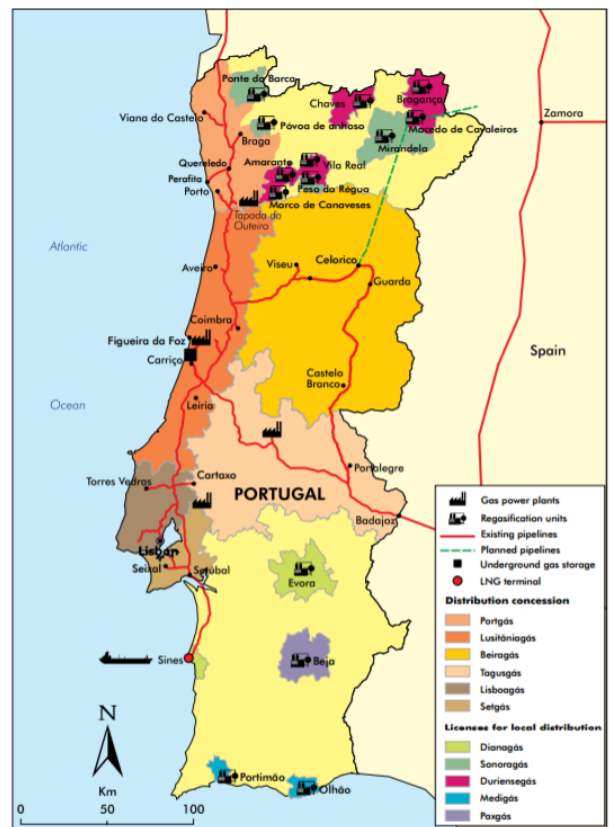 Ponte da Barca
Chaves
Bragança
Viana do Castelo
Póvoa de anhoso
Macedo de Cavaleiros
Zamora
Braga
Mirandela
Quereledo
Amarante
Vila Real
Perafita
Peso da Régua
Porto
Marco de Canaveses
Tapada do
Outeiro
Atlantic
Aveiro
Viseu
Celorico
Guarda
Coimbra
Figueira da Foz
Spain
Carriço
Castelo
Branco
Ocean
Leiria
Torres Vedras
Cartaxo
Portalegre
PORTUGAL
Badajoz
Lisbon
Seixal
Setúbal
Evora
Sines
Beja
Portimão
Olhão
N
Km
0 50 100
Gas power plants
Regasification units
Existing pipelines
Planned pipelines
Underground gas storage
LNG terminal
Distribution concession
Portgás
Lusitâniagás
Beiragás
Tagusgás
Lisboagás
Setgás
Licenses for local distribution
Dianagás
Sonoragás
Duriensegás
Medigás
Paxgás